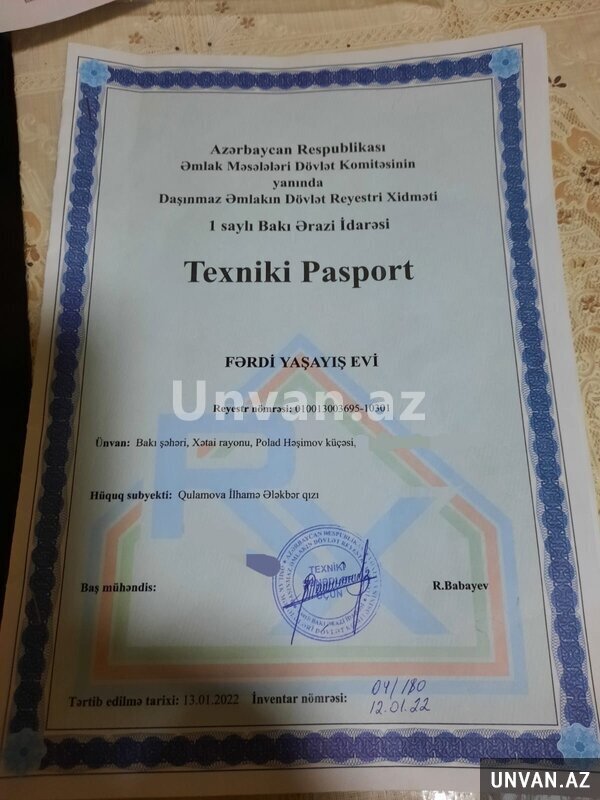 Azərbaycan Respublikası
Əmlak Məsələləri Dövlət Komitəsinin
yanında
Daşınmaz Əmlakın Dövlət Reyestri Xidməti
1 saylı Bakı Ərazi İdarəsi
Texniki Pasport
FƏRDİ YAŞAYIŞ EVİ
Unvan.az
Reyestr nömrəsi: 010013003695-10301
Ünvan: Bakı şəhəri, Xətai rayonu, Polad Həşimov küçəsi,
Hüquq subyekti: Qulamova İlhamə Ələkbər qızı
TEXNİKİ
ÜÇÜN
Baş mühəndis:
R.Babayev
Tərtib edilmə tarixi: 13.01.2022 İnventar nömrəsi: 04/180
12.01.22
UNVAN.AZ